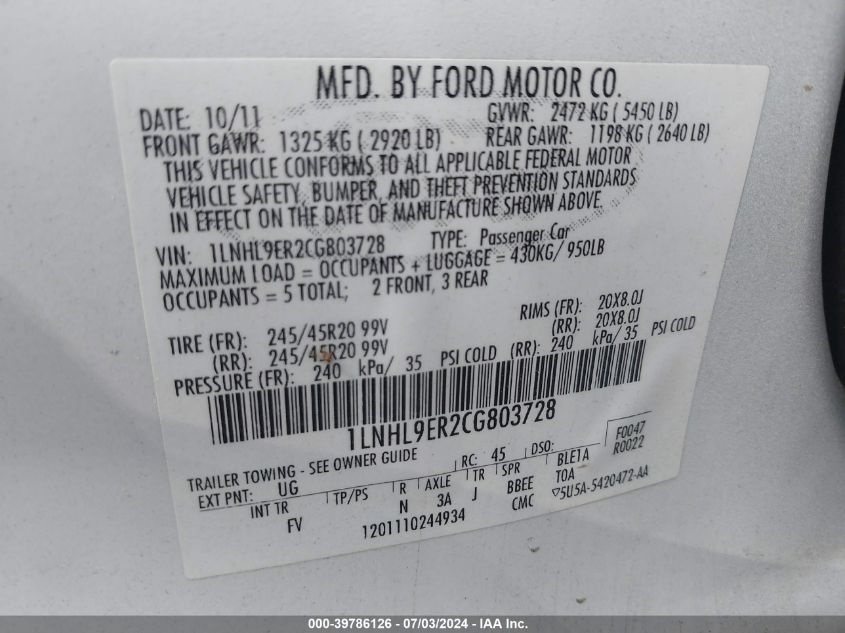 MFD. BY FORD MOTOR CO.
DATE: 10/11 GVWR: 2472 KG ( 5450 LB)
FRONT GAWR: 1325 KG ( 2920 LB) REAR GAWR: 1198 KG ( 2640 LB)
THIS VEHICLE CONFORMS TO ALL APPLICABLE FEDERAL MOTOR
VEHICLE SAFETY, BUMPER, AND THEFT PREVENTION STANDARDS
IN EFFECT ON THE DATE OF MANUFACTURE SHOWN ABOVE.
VIN: 1LNHL9ER2CG803728 TYPE: Passenger Car
MAXIMUM LOAD = OCCUPANTS + LUGGAGE = 430KG/ 950LB
OCCUPANTS = 5 TOTAL; 2 FRONT, 3 REAR
TIRE (FR): 245/45R20 99V RIMS (FR): 20X8.0J
(RR): 245/45R20 99V (RR): 20X8.0J
PRESSURE (FR): 240 kPa/ 35 PSI COLD (RR): 240 kPa/ 35 PSI COLD
1LNHL9ER2CG803728
F0047
R0022
TRAILER TOWING - SEE OWNER GUIDE RC: 45 DSO:
EXT PNT: UG
INT TR TP/PS R AXLE TR SPR BLE1A
FV N 3A J BBEE TOA
CMC ▽5U5A-5420472-AA
1201110244934
000-39786126 - 07/03/2024 - IAA Inc.